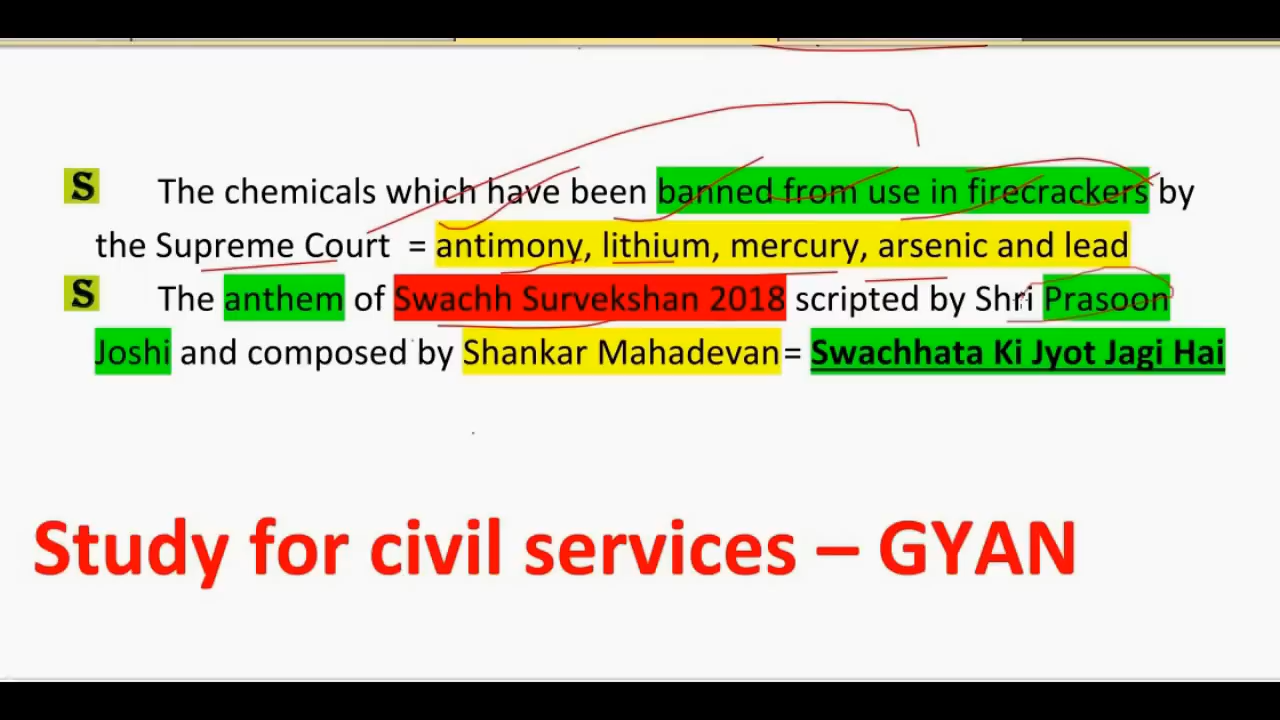 S The chemicals which have been banned from use in firecrackers by
the Supreme Court = antimony, lithium, mercury, arsenic and lead
S The anthem of Swachh Survekshan 2018 scripted by Shri Prasoon
Joshi and composed by Shankar Mahadevan= Swachhata Ki Jyot Jagi Hai
Study for civil services – GYAN